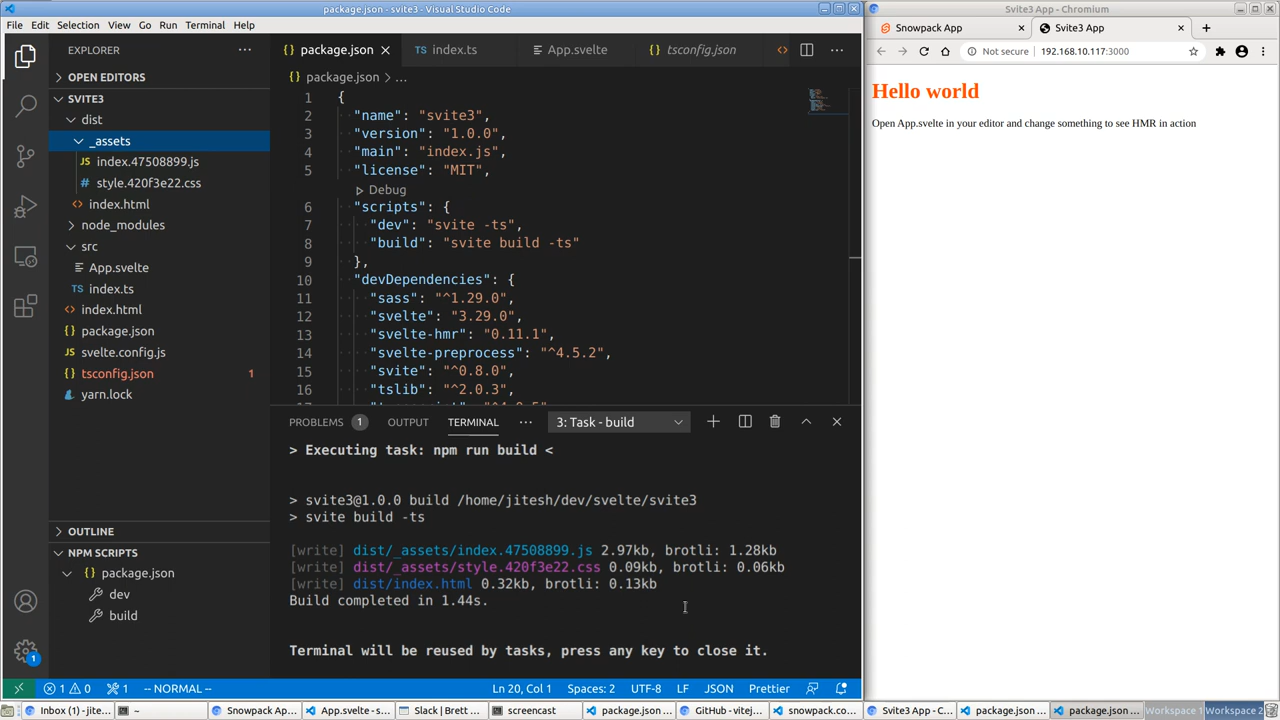 package.json - svite3 - Visual Studio Code
File Edit Selection View Go Run Terminal Help
EXPLORER
OPEN EDITORS
SVITE3
dist
_assets
JS index.47508899.js
# style.420f3e22.css
index.html
node_modules
src
App.svelte
TS index.ts
<> index.html
{} package.json
JS svelte.config.js
{} tsconfig.json 1
yarn.lock
OUTLINE
NPM SCRIPTS
package.json
dev
build
1
{} package.json TS index.ts {} App.svelte {} tsconfig.json <>
{} package.json > ...
1 {
2 "name": "svite3",
3 "version": "1.0.0",
4 "main": "index.js",
5 "license": "MIT",
Debug
6 "scripts": {
7 "dev": "svite -ts",
8 "build": "svite build -ts"
9 },
10 "devDependencies": {
11 "sass": "^1.29.0",
12 "svelte": "3.29.0",
13 "svelte-hmr": "0.11.1",
14 "svelte-preprocess": "^4.5.2",
15 "svite": "^0.8.0",
16 "tslib": "^2.0.3",
PROBLEMS 1 OUTPUT TERMINAL ... 3: Task - build
> Executing task: npm run build <
> svite3@1.0.0 build /home/jitesh/dev/svelte/svite3
> svite build -ts
[write] dist/_assets/index.47508899.js 2.97kb, brotli: 1.28kb
[write] dist/_assets/style.420f3e22.css 0.09kb, brotli: 0.06kb
[write] dist/index.html 0.32kb, brotli: 0.13kb
Build completed in 1.44s.
Terminal will be reused by tasks, press any key to close it.
1 0 1 -- NORMAL -- Ln 20, Col 1 Spaces: 2 UTF-8 LF JSON Prettier
Svite3 App - Chromium
Snowpack App Svite3 App
Not secure 192.168.10.117:3000
Hello world
Open App.svelte in your editor and change something to see HMR in action
Inbox (1) - jite... ~ Snowpack Ap... App.svelte - s... Slack | Brett ... screencast package.json ... GitHub - vitej... snowpack.co... Svite3 App - ... package.json ... package.json ... Workspace 1 Workspace 2